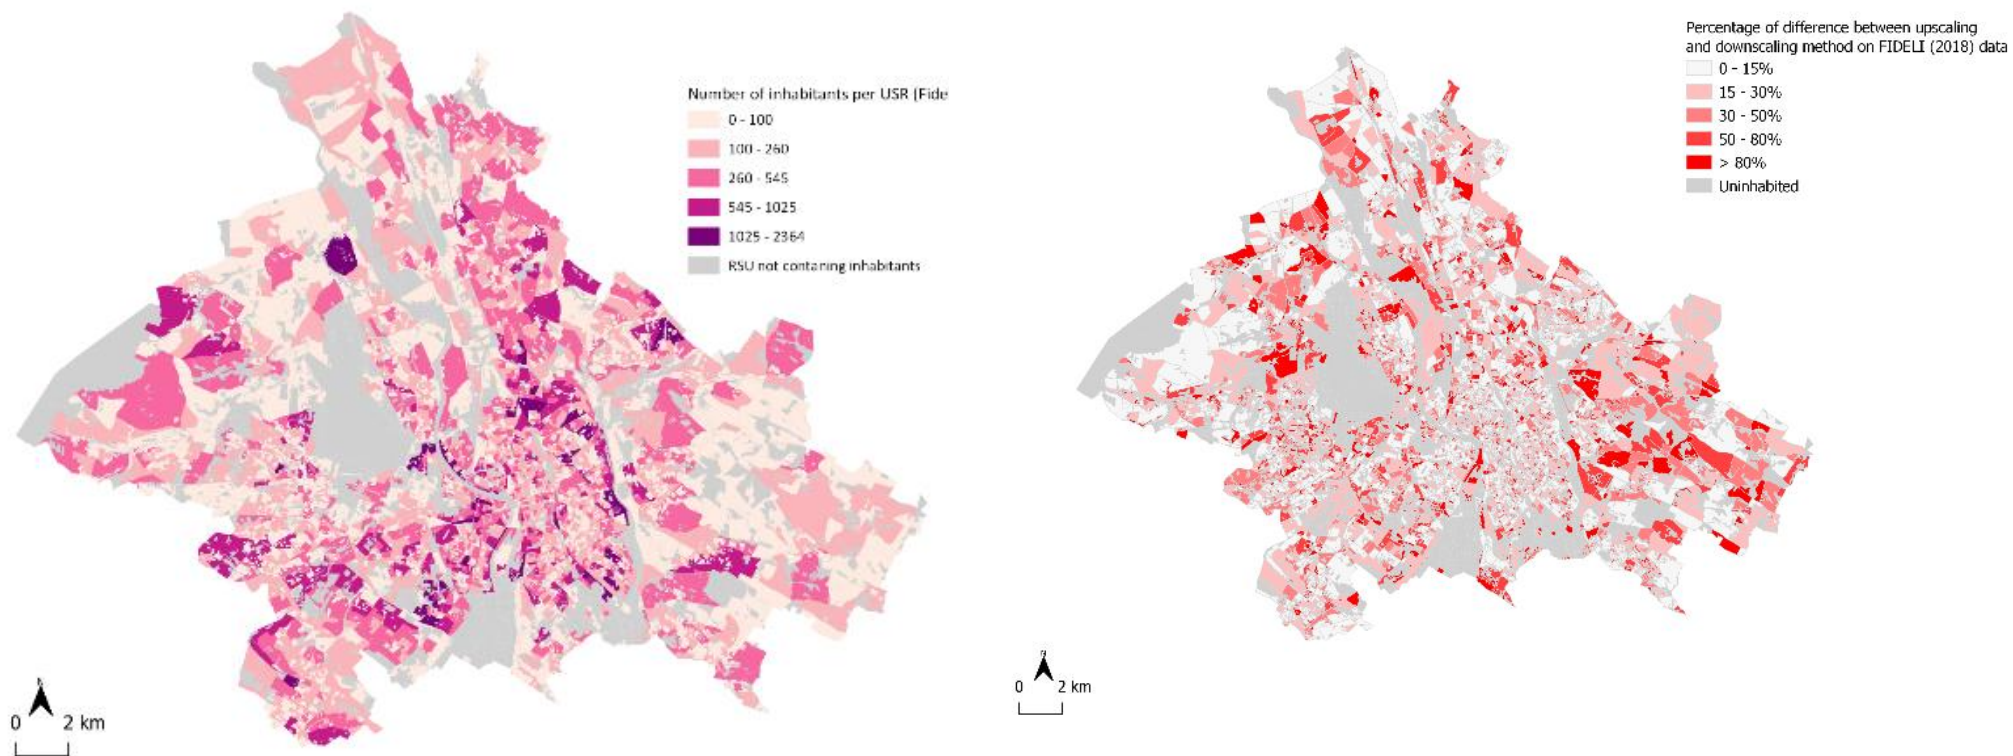 Number of inhabitants per USR (Fide
0 - 100
100 - 260
260 - 545
545 - 1025
1025 - 2364
RSU not contaning inhabitants
N
0 2 km
Percentage of difference between upscaling
and downscaling method on FIDELI (2018) data
0 - 15%
15 - 30%
30 - 50%
50 - 80%
> 80%
Uninhabited
N
0 2 km